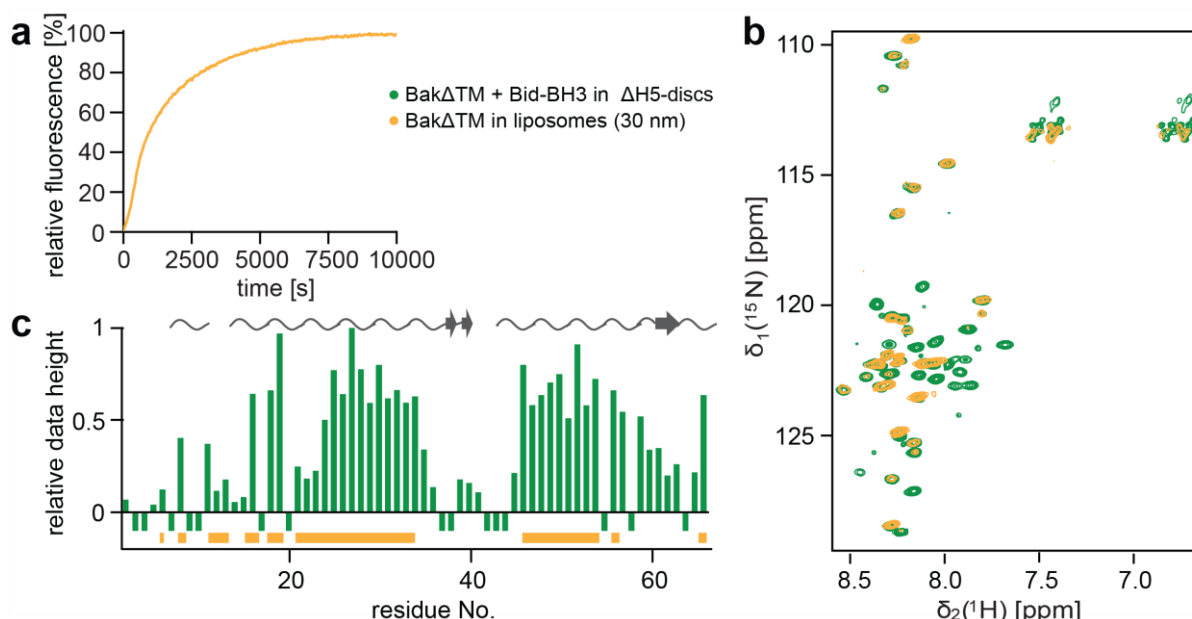 a
relative fluorescence [%]
100
80
60
40
20
0
0 2500 5000 7500 10000
time [s]
BakΔTM + Bid-BH3 in ΔH5-discs
BakΔTM in liposomes (30 nm)
b
δ₁(¹⁵N) [ppm]
110
115
120
125
8.5 8.0 7.5 7.0
δ₂(¹H) [ppm]
c
relative data height
1
0.5
0
20 40 60
residue No.